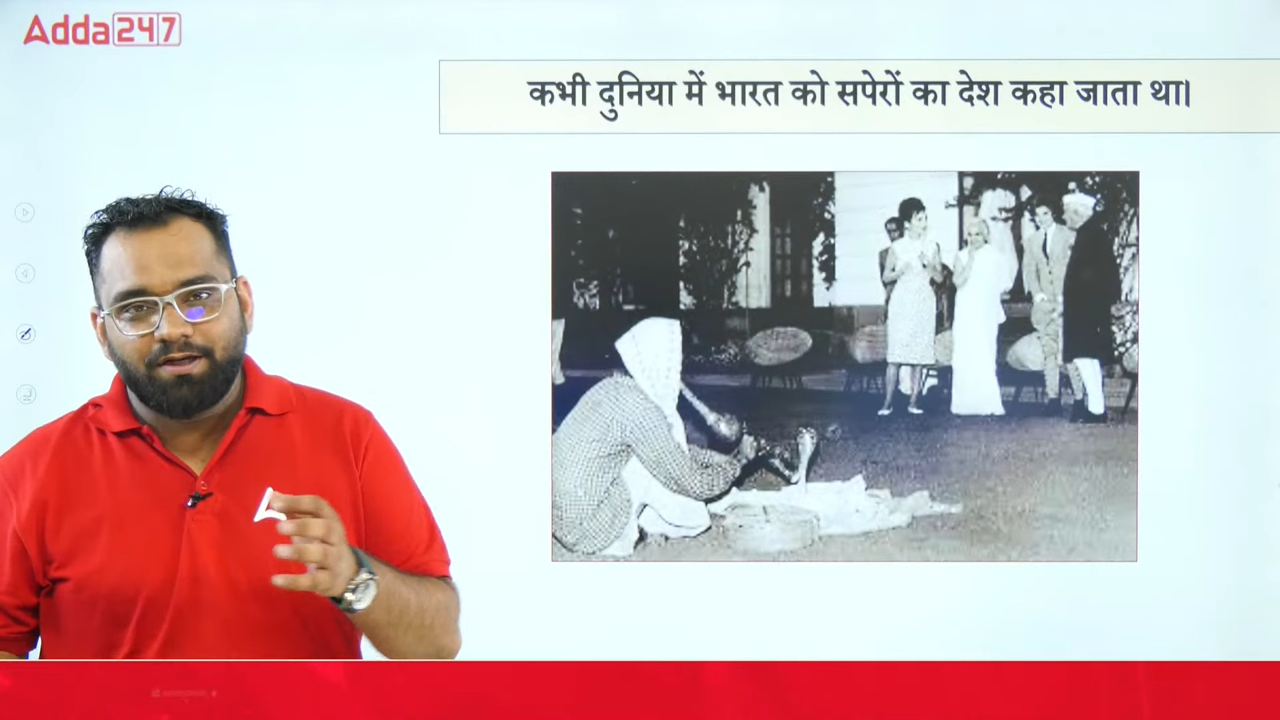 Adda247
कभी दुनिया में भारत को सपेरों का देश कहा जाता था।